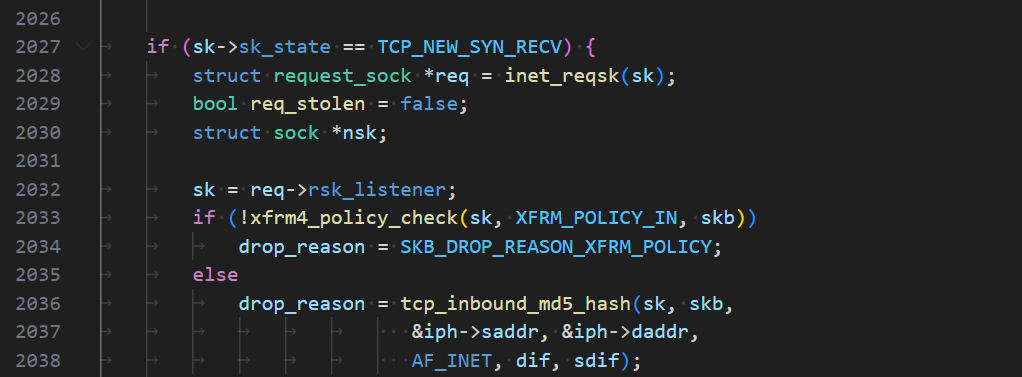 2026
2027 if (sk->sk_state == TCP_NEW_SYN_RECV) {
2028 struct request_sock *req = inet_reqsk(sk);
2029 bool req_stolen = false;
2030 struct sock *nsk;
2031
2032 sk = req->rsk_listener;
2033 if (!xfrm4_policy_check(sk, XFRM_POLICY_IN, skb))
2034 drop_reason = SKB_DROP_REASON_XFRM_POLICY;
2035 else
2036 drop_reason = tcp_inbound_md5_hash(sk, skb,
2037 &iph->saddr, &iph->daddr,
2038 AF_INET, dif, sdif);